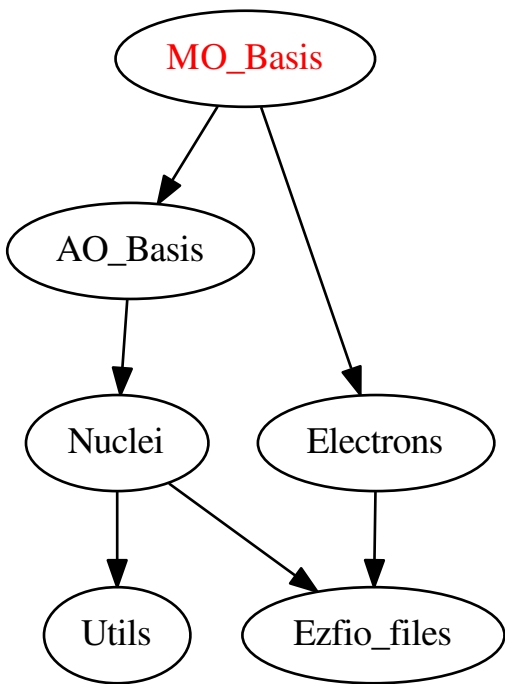 MO_Basis
AO_Basis
Nuclei
Electrons
Utils
Ezfio_files